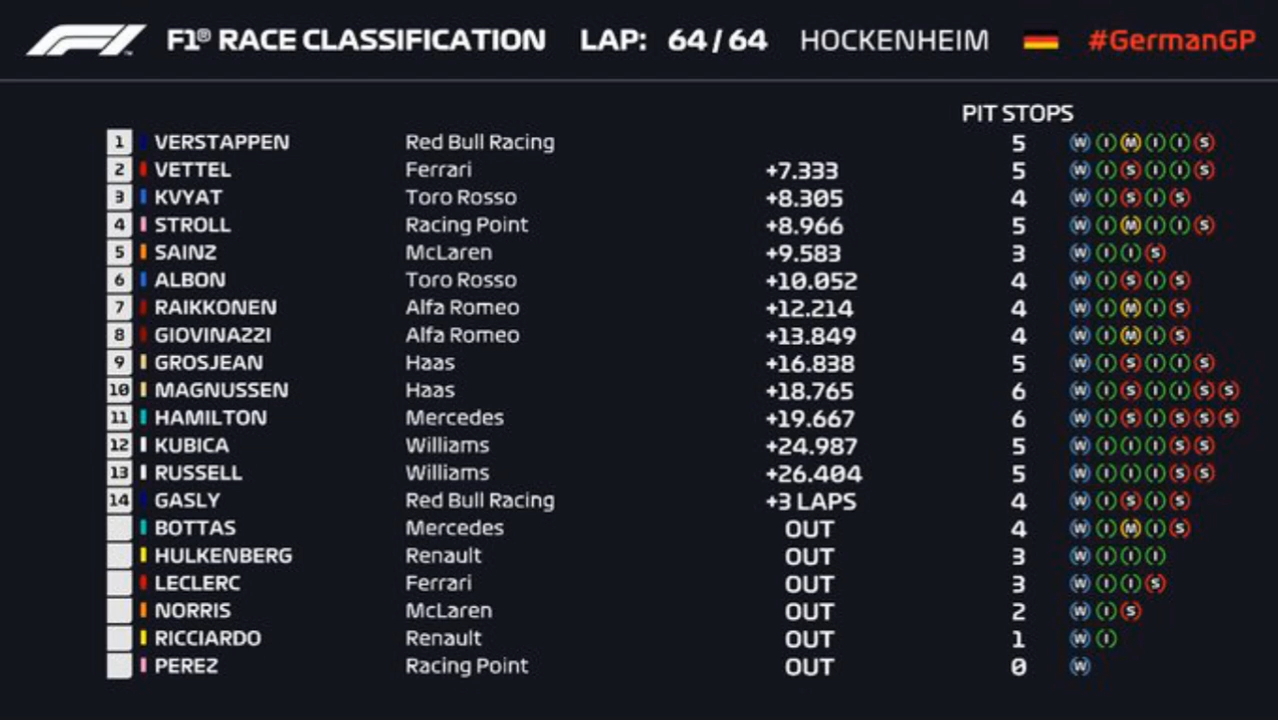 F1® RACE CLASSIFICATION LAP: 64/64 HOCKENHEIM #GermanGP
PIT STOPS
1 VERSTAPPEN Red Bull Racing 5 W I M I I S
2 VETTEL Ferrari +7.333 5 W I S I I S
3 KVYAT Toro Rosso +8.305 4 W I S I S
4 STROLL Racing Point +8.966 5 W I M I I S
5 SAINZ McLaren +9.583 3 W I I S
6 ALBON Toro Rosso +10.052 4 W I S I S
7 RAIKKONEN Alfa Romeo +12.214 4 W I M I S
8 GIOVINAZZI Alfa Romeo +13.849 4 W I M I S
9 GROSJEAN Haas +16.838 5 W I S I I S
10 MAGNUSSEN Haas +18.765 6 W I S I I S S
11 HAMILTON Mercedes +19.667 6 W I S I S S S
12 KUBICA Williams +24.987 5 W I I I S S
13 RUSSELL Williams +26.404 5 W I I I S S
14 GASLY Red Bull Racing +3 LAPS 4 W I S I S
BOTTAS Mercedes OUT 4 W I M I S
HULKENBERG Renault OUT 3 W I I I
LECLERC Ferrari OUT 3 W I I S
NORRIS McLaren OUT 2 W I S
RICCIARDO Renault OUT 1 W I
PEREZ Racing Point OUT 0 W